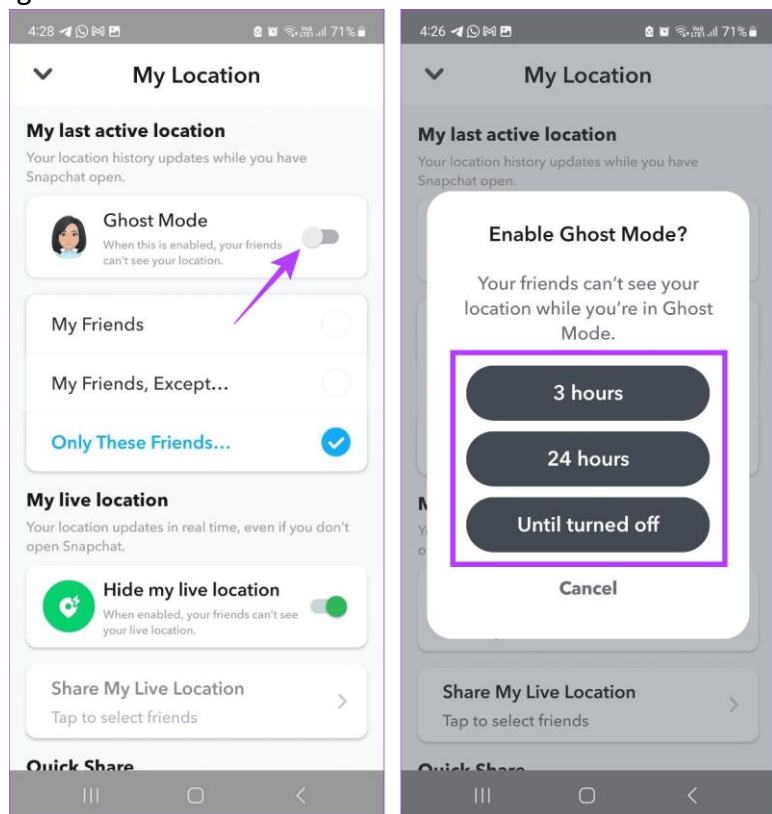 4:28 71%
My Location
My last active location
Your location history updates while you have
Snapchat open.
Ghost Mode
When this is enabled, your friends
can't see your location.
My Friends
My Friends, Except...
Only These Friends...
My live location
Your location updates in real time, even if you don't
open Snapchat.
Hide my live location
When enabled, your friends can't see
your live location.
Share My Live Location
Tap to select friends
Quick Share
4:26 71%
My Location
My last active location
Your location history updates while you have
Snapchat open.
Enable Ghost Mode?
Your friends can't see your
location while you're in Ghost
Mode.
3 hours
24 hours
Until turned off
Cancel
Share My Live Location
Tap to select friends